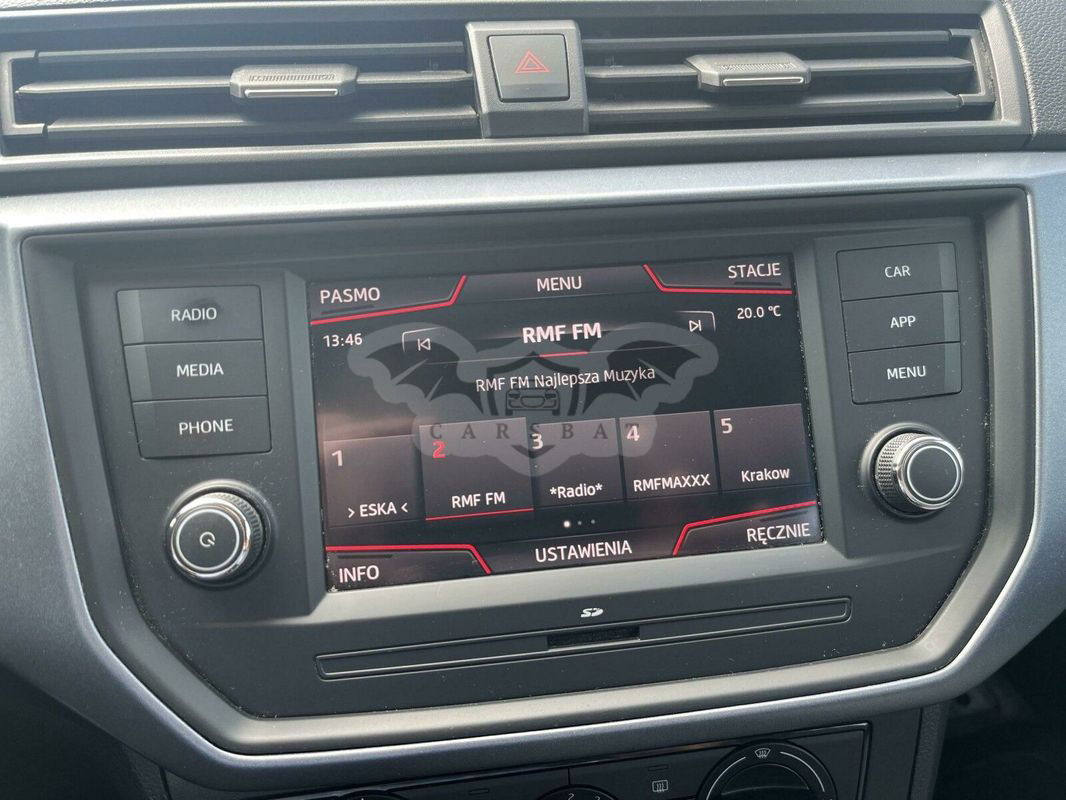 PASMO
MENU
STACJE
13:46
RMF FM
20.0 °C
RMF FM Najlepsza Muzyka
CARSBAT
1
2
3
4
5
> ESKA <
RMF FM
*Radio*
RMFMAXXX
Krakow
INFO
USTAWIENIA
RĘCZNIE
RADIO
MEDIA
PHONE
CAR
APP
MENU
SD